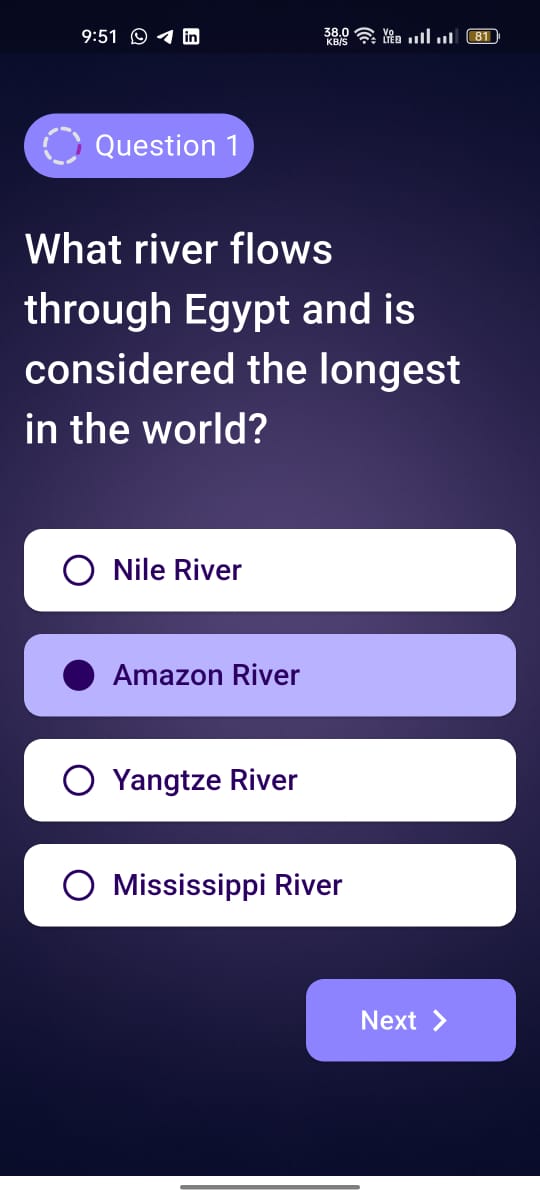 9:51
38.0 KB/S
Vo LTE 2
81
Question 1
What river flows
through Egypt and is
considered the longest
in the world?
Nile River
Amazon River
Yangtze River
Mississippi River
Next